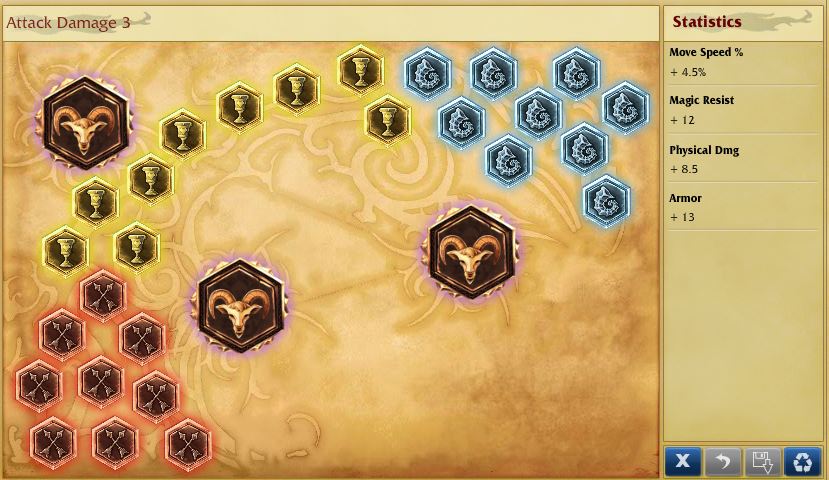 Attack Damage 3
Statistics
Move Speed %
+ 4.5%
Magic Resist
+ 12
Physical Dmg
+ 8.5
Armor
+ 13
X